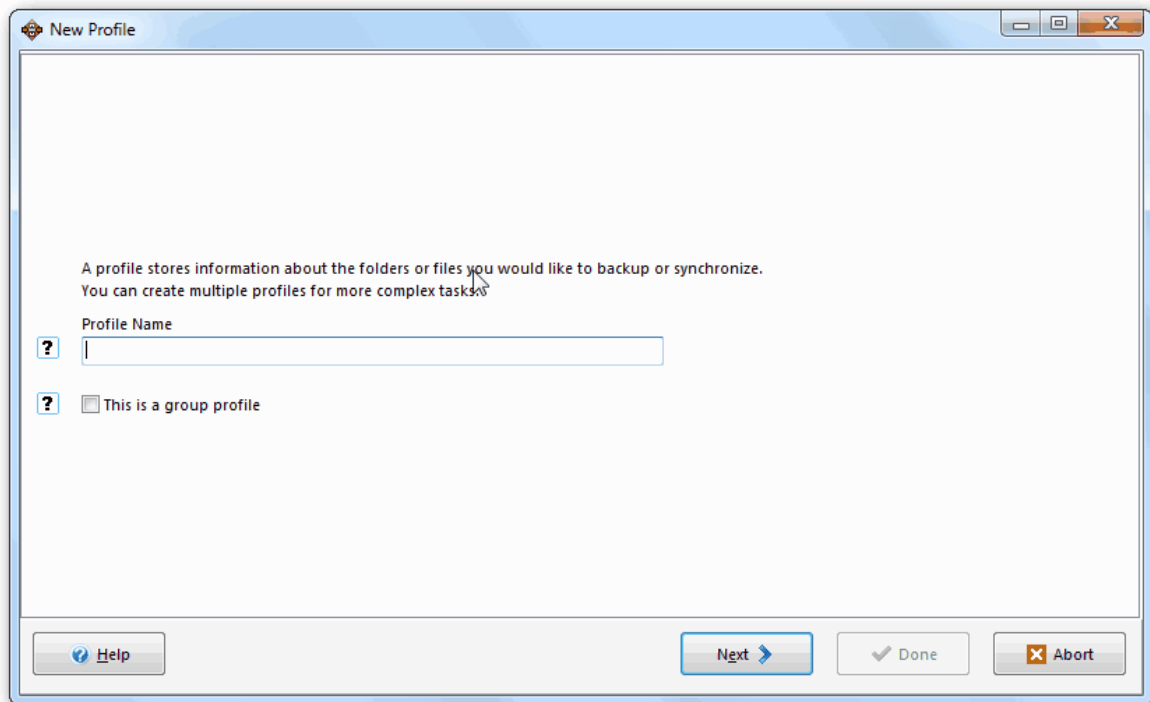 New Profile
A profile stores information about the folders or files you would like to backup or synchronize.
You can create multiple profiles for more complex tasks.
Profile Name
?
? This is a group profile
Help Next Done Abort